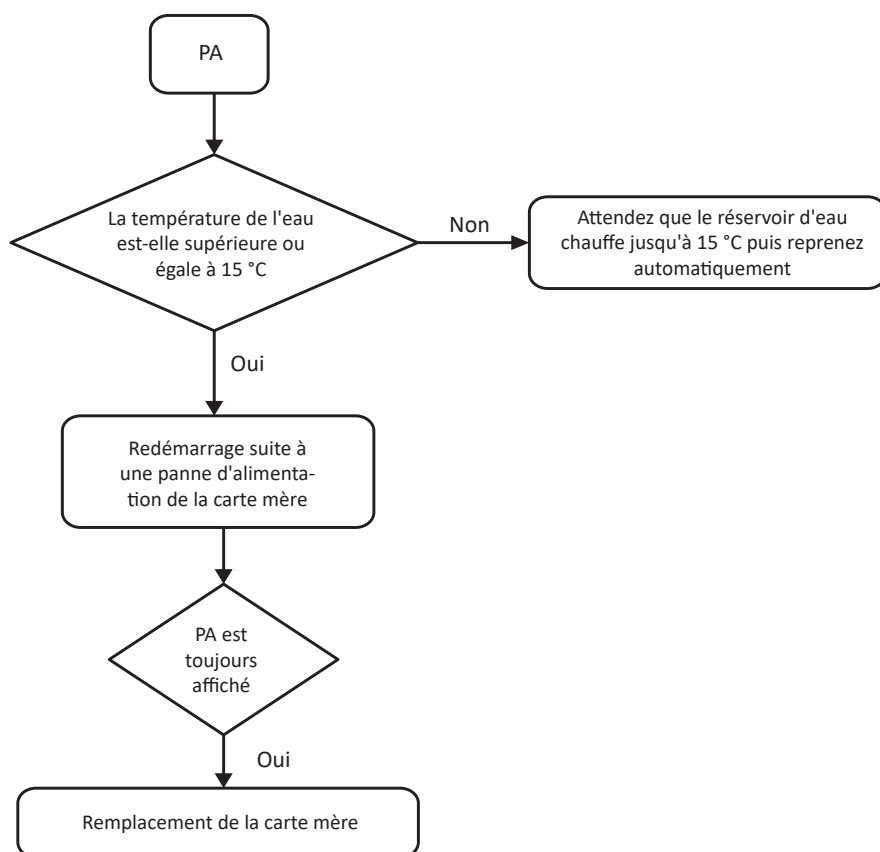 PA
La température de l'eau
est-elle supérieure ou
égale à 15 °C
Non
Attendez que le réservoir d'eau
chauffe jusqu'à 15 °C puis reprenez
automatiquement
Oui
Redémarrage suite à
une panne d'alimenta-
tion de la carte mère
PA est
toujours
affiché
Oui
Remplacement de la carte mère